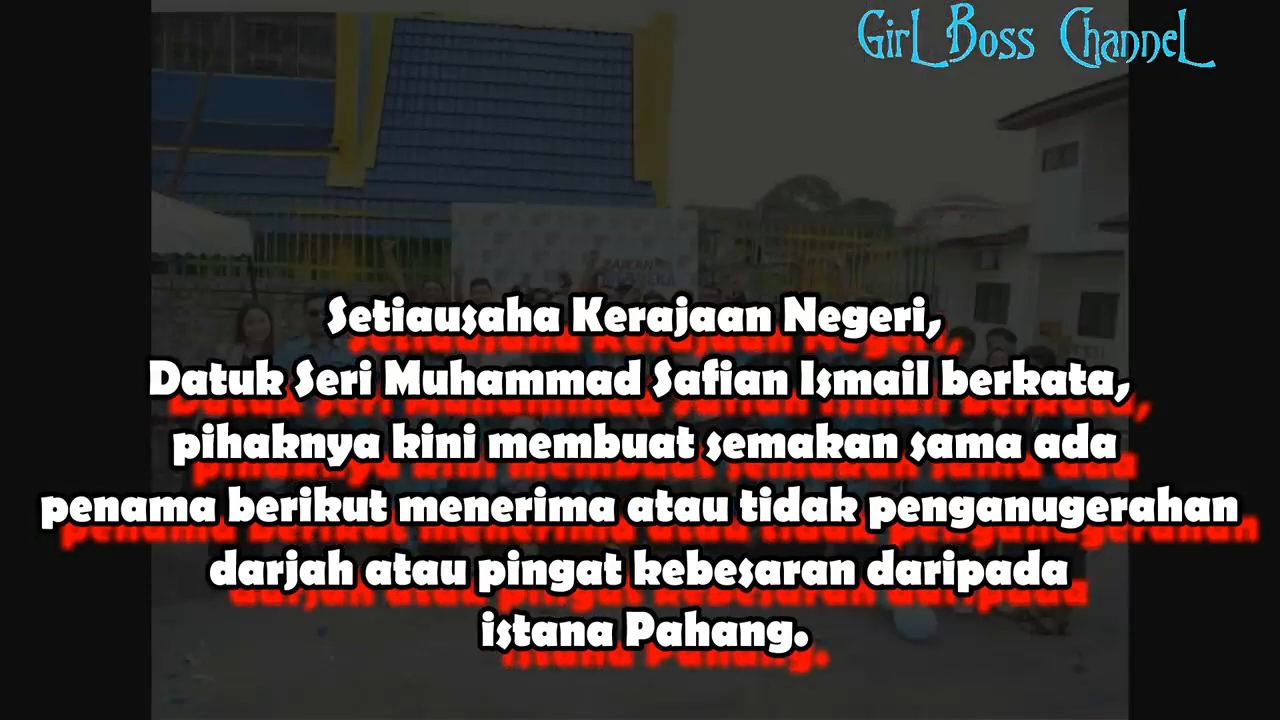 GirL Boss ChanneL
Setiausaha Kerajaan Negeri,
Datuk Seri Muhammad Safian Ismail berkata,
pihaknya kini membuat semakan sama ada
penama berikut menerima atau tidak penganugerahan
darjah atau pingat kebesaran daripada
istana Pahang.